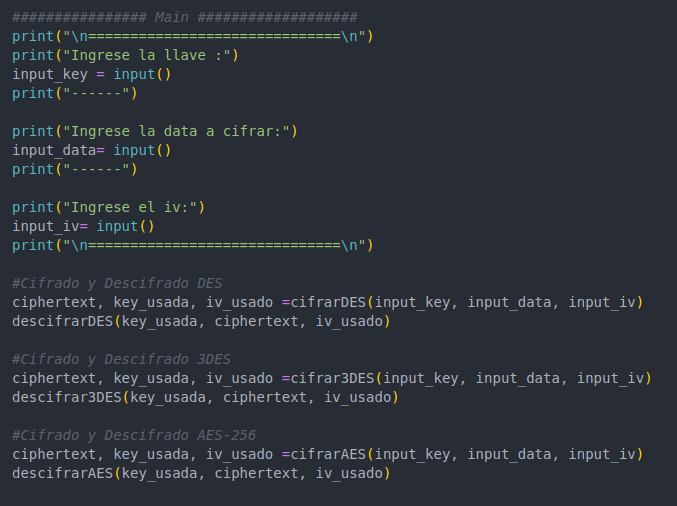 ################ Main ###################
print("\n==============================\n")
print("Ingrese la llave :")
input_key = input()
print("------")
print("Ingrese la data a cifrar:")
input_data= input()
print("------")
print("Ingrese el iv:")
input_iv= input()
print("\n==============================\n")
#Cifrado y Descifrado DES
ciphertext, key_usada, iv_usado =cifrarDES(input_key, input_data, input_iv)
descifrarDES(key_usada, ciphertext, iv_usado)
#Cifrado y Descifrado 3DES
ciphertext, key_usada, iv_usado =cifrar3DES(input_key, input_data, input_iv)
descifrar3DES(key_usada, ciphertext, iv_usado)
#Cifrado y Descifrado AES-256
ciphertext, key_usada, iv_usado =cifrarAES(input_key, input_data, input_iv)
descifrarAES(key_usada, ciphertext, iv_usado)